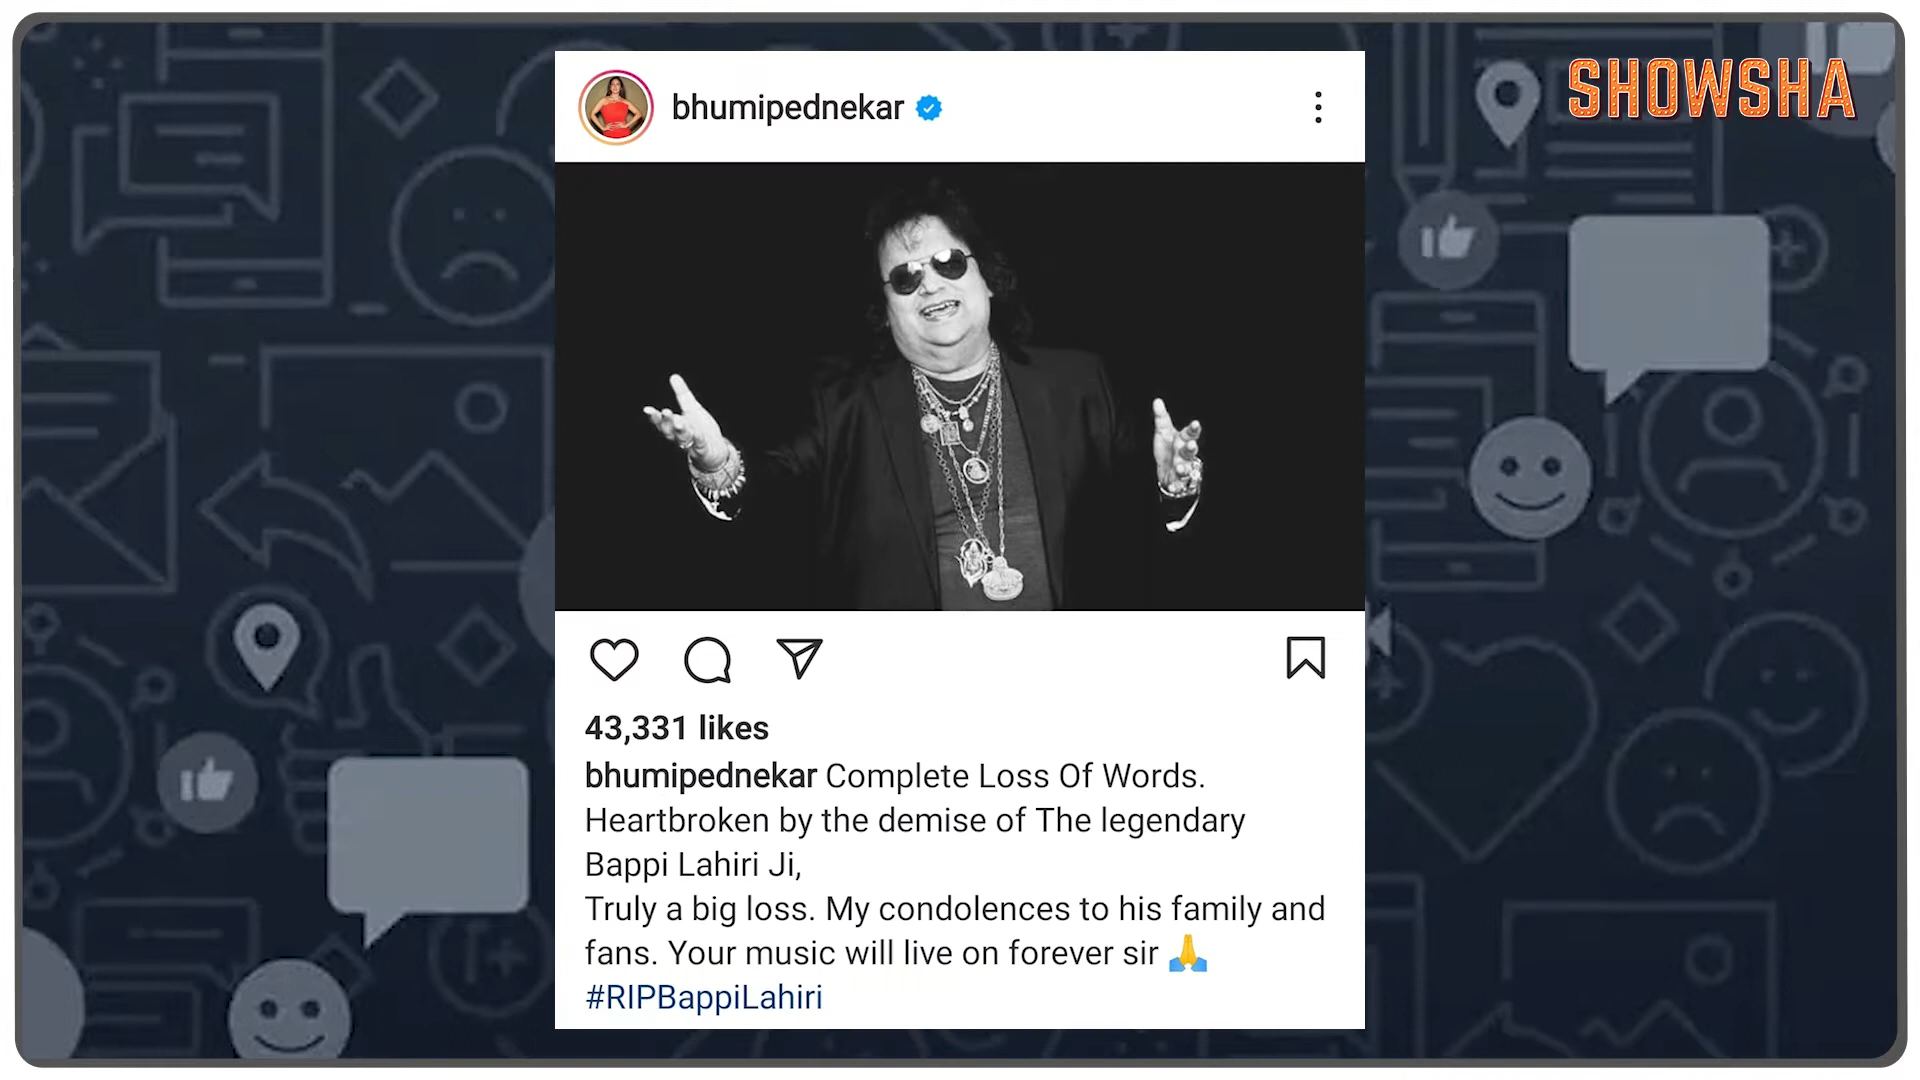 SHOWSHA
bhumipednekar
43,331 likes
bhumipednekar Complete Loss Of Words.
Heartbroken by the demise of The legendary
Bappi Lahiri Ji,
Truly a big loss. My condolences to his family and
fans. Your music will live on forever sir 🙏
#RIPBappiLahiri